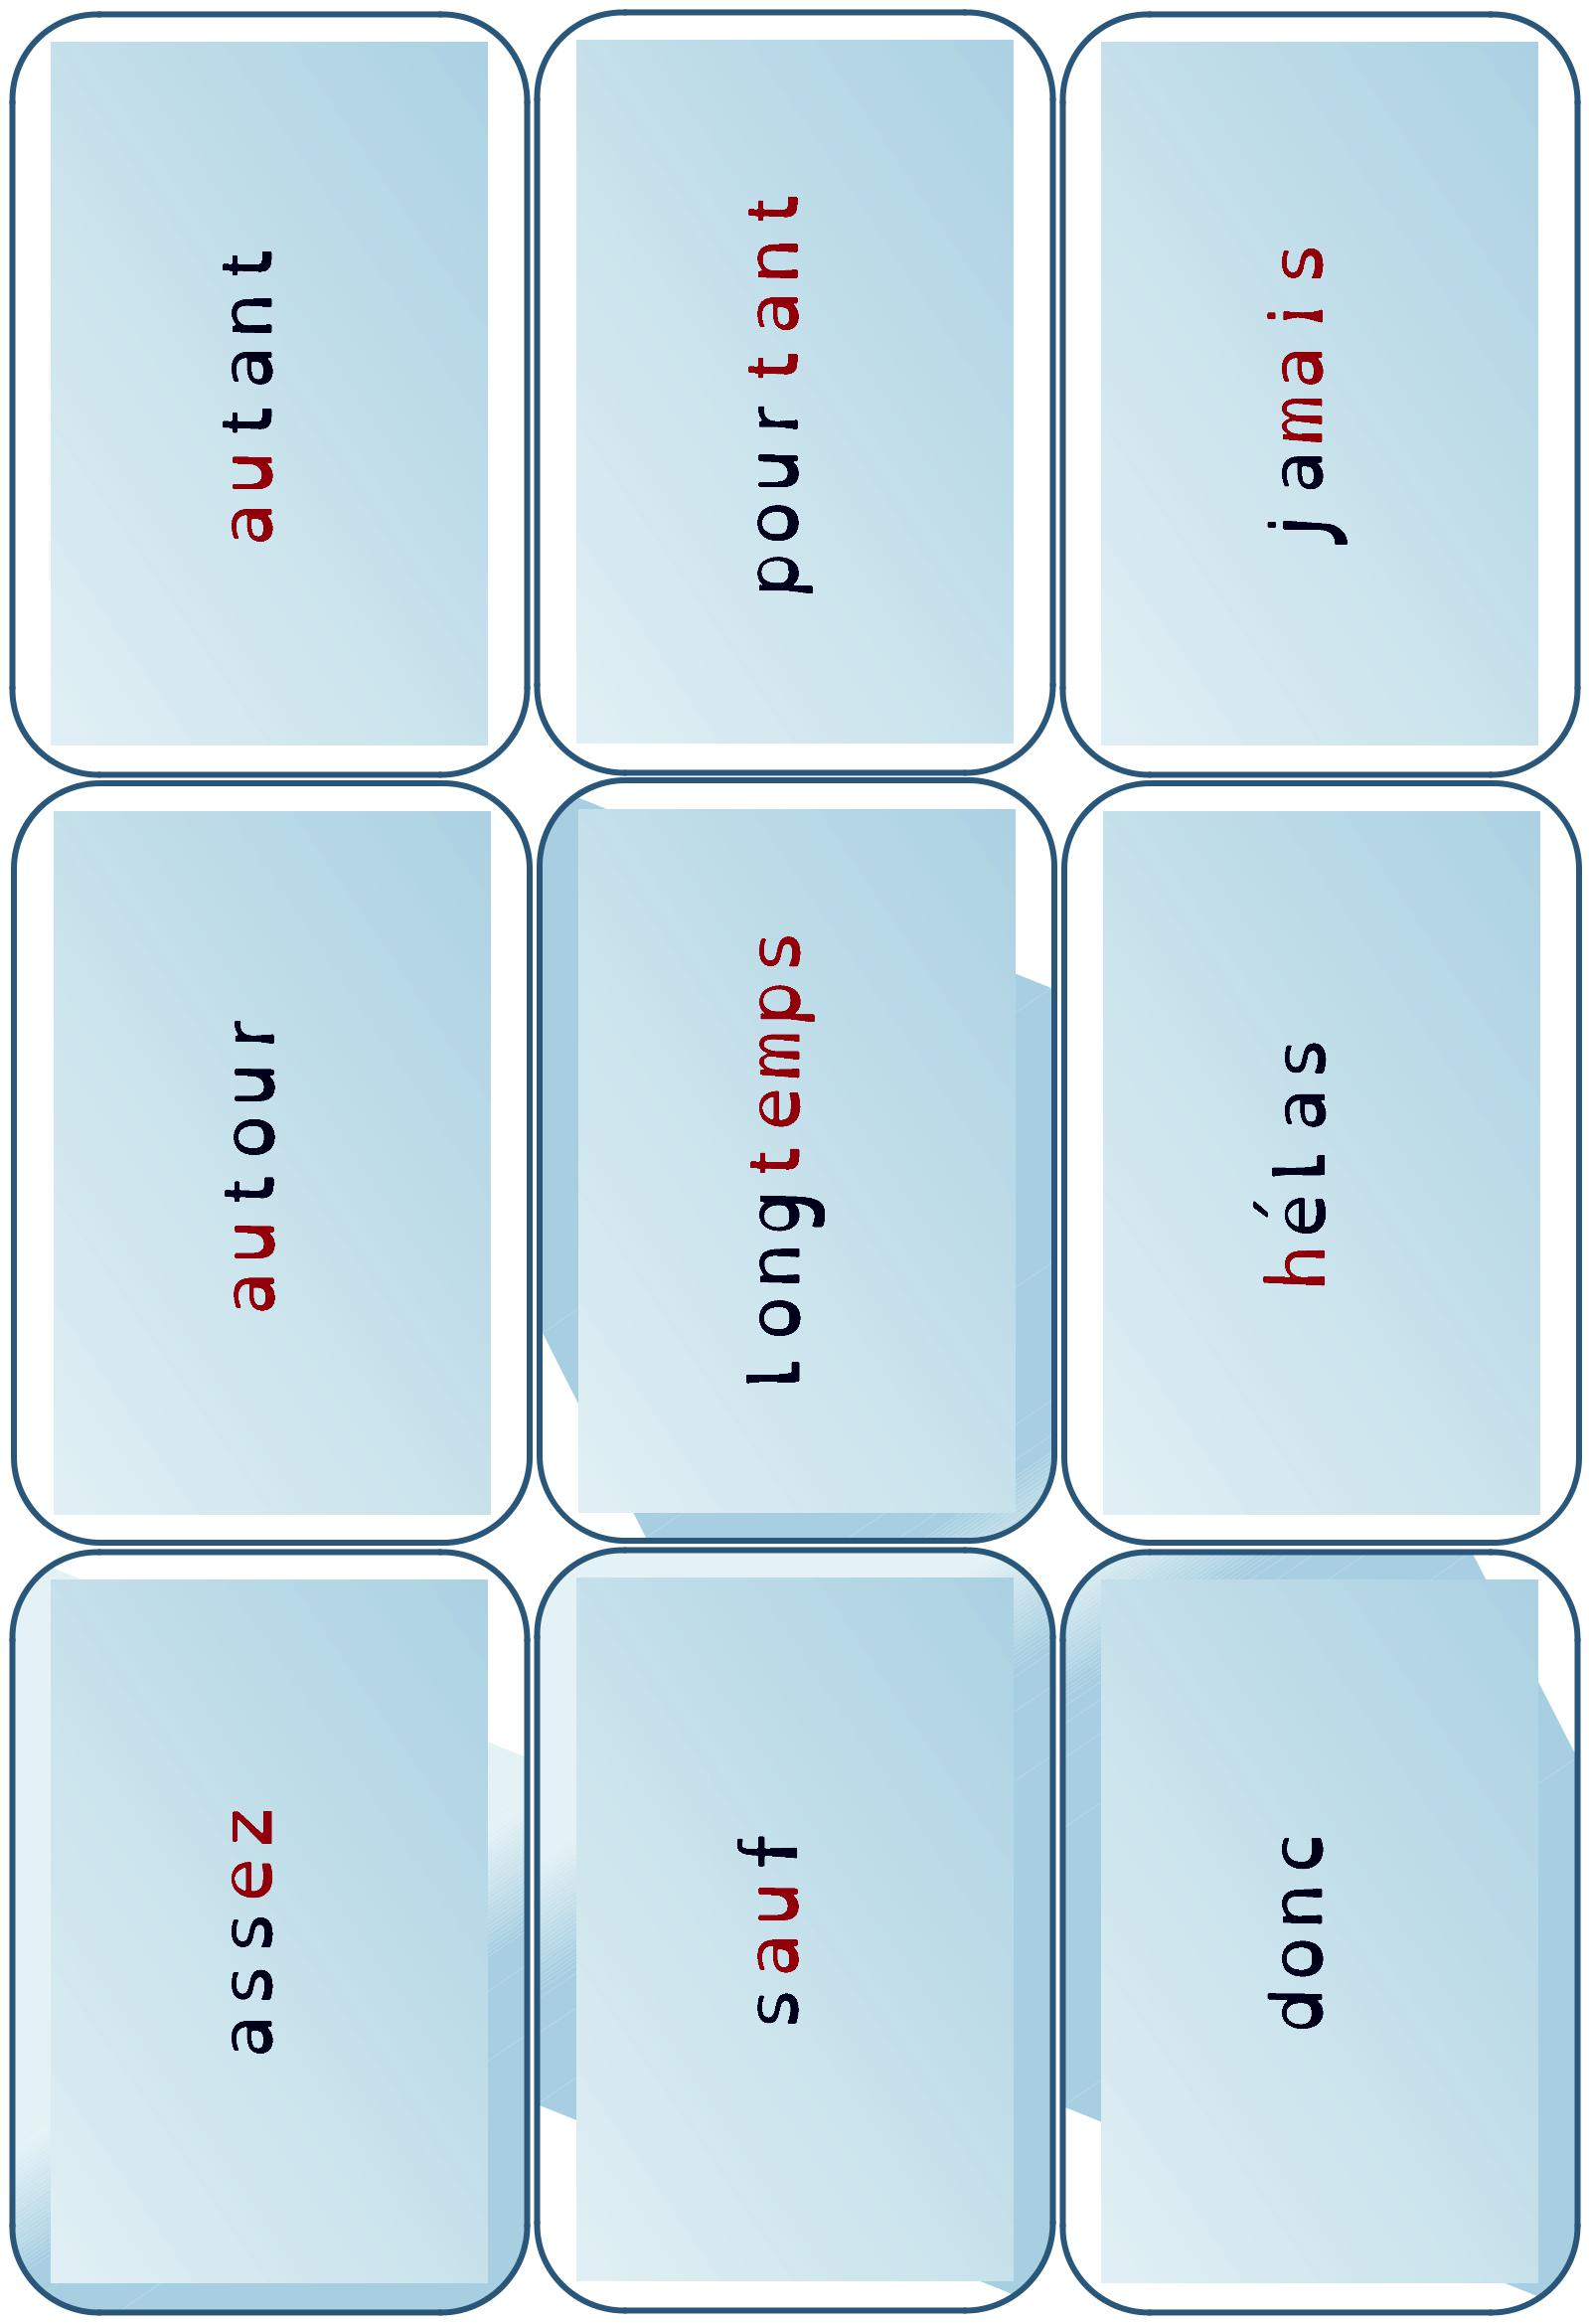 autant
pourtant
jamais
autour
longtemps
hélas
assez
sauf
donc